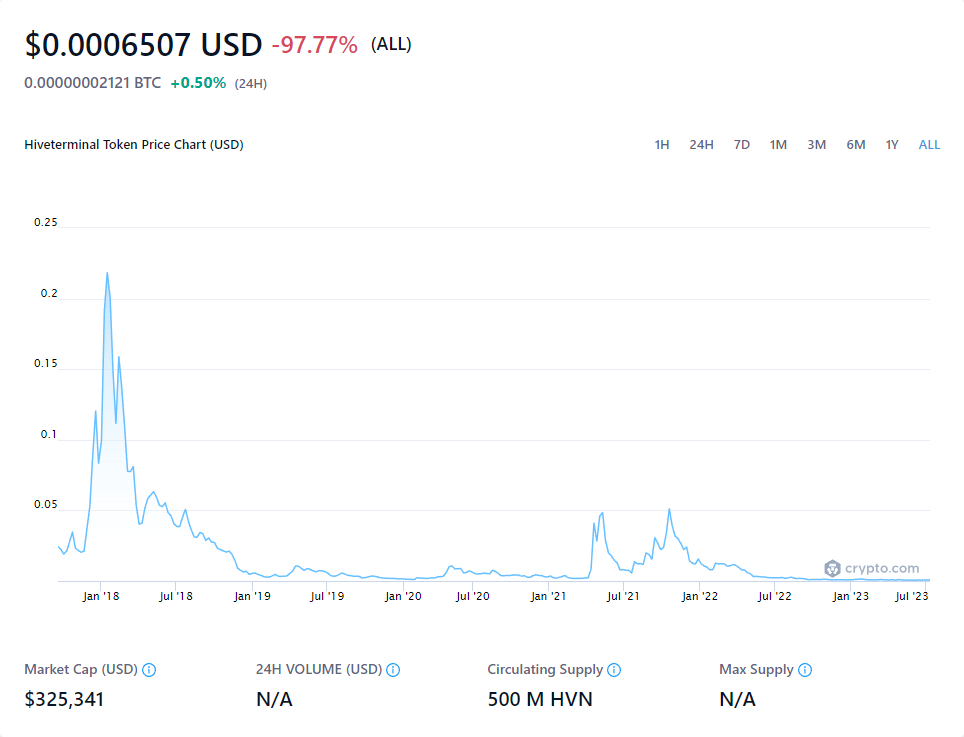 $0.0006507 USD -97.77% (ALL)
0.00000002121 BTC +0.50% (24H)
Hiveterminal Token Price Chart (USD) 1H 24H 7D 1M 3M 6M 1Y ALL
0.25
0.2
0.15
0.1
0.05
crypto.com
Jan '18 Jul '18 Jan '19 Jul '19 Jan '20 Jul '20 Jan '21 Jul '21 Jan '22 Jul '22 Jan '23 Jul '23
Market Cap (USD) 24H VOLUME (USD) Circulating Supply Max Supply
$325,341 N/A 500 M HVN N/A